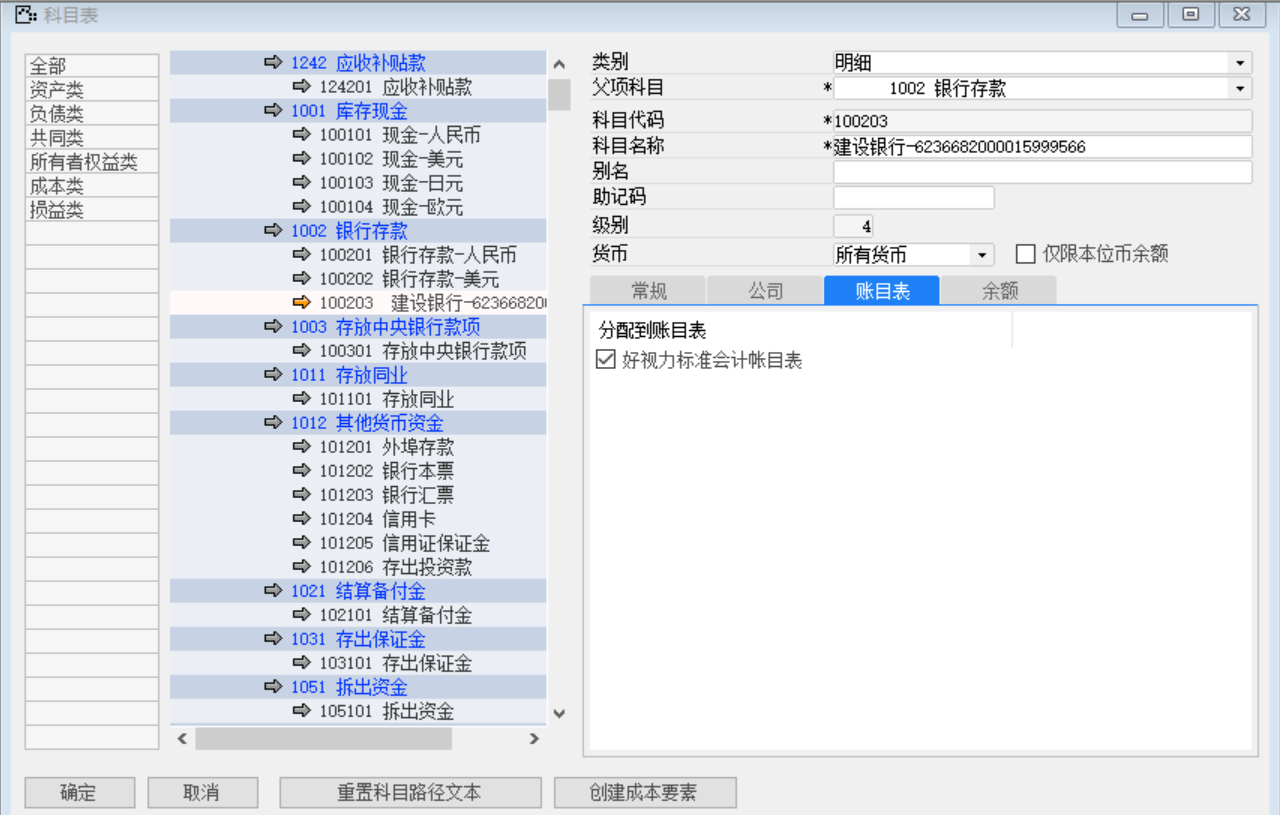 科目表
全部
资产类
负债类
共同类
所有者权益类
成本类
损益类
1242 应收补贴款
124201 应收补贴款
1001 库存现金
100101 现金-人民币
100102 现金-美元
100103 现金-日元
100104 现金-欧元
1002 银行存款
100201 银行存款-人民币
100202 银行存款-美元
100203 建设银行-62366820
1003 存放中央银行款项
100301 存放中央银行款项
1011 存放同业
101101 存放同业
1012 其他货币资金
101201 外埠存款
101202 银行本票
101203 银行汇票
101204 信用卡
101205 信用证保证金
101206 存出投资款
1021 结算备付金
102101 结算备付金
1031 存出保证金
103101 存出保证金
1051 拆出资金
105101 拆出资金
类别 明细
父项科目 * 1002 银行存款
科目代码 *100203
科目名称 *建设银行-6236682000015999566
别名
助记码
级别 4
货币 所有货币 仅限本位币余额
常规 公司 账目表 余额
分配到账目表
好视力标准会计帐目表
确定 取消 重置科目路径文本 创建成本要素